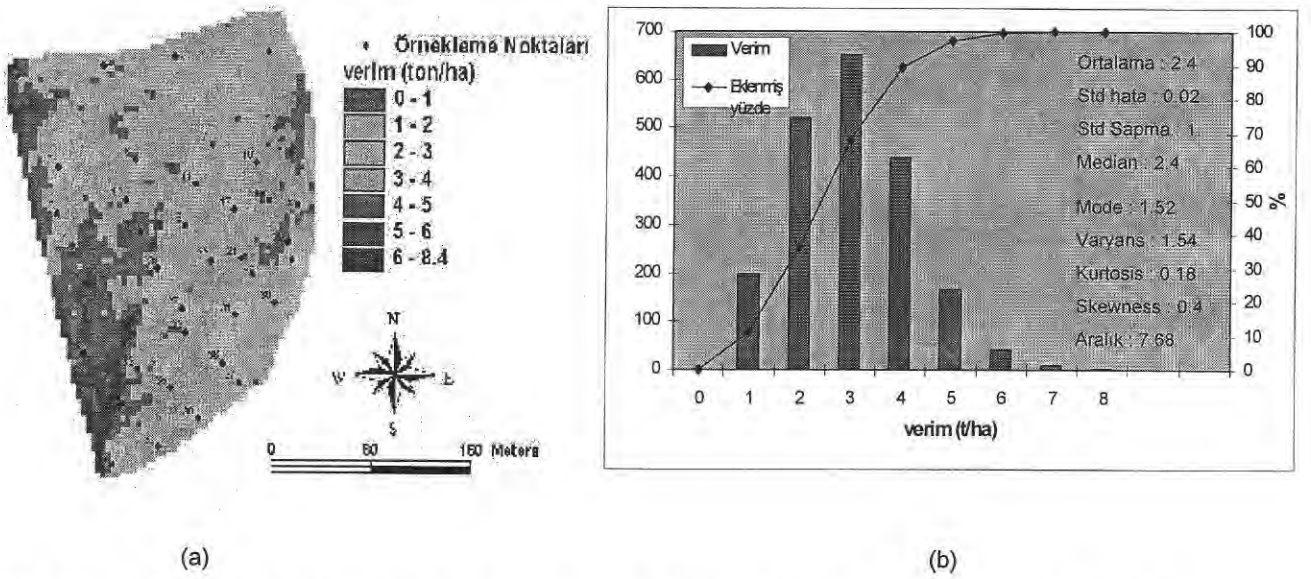 Örnekleme Noktaları
verim (ton/ha)
0 - 1
1 - 2
2 - 3
3 - 4
4 - 5
5 - 6
6 - 8.4
N
W E
S
0 80 160 Meters
(a)
700
600
500
400
300
200
100
0
Verim
Eklenmiş
yüzde
Ortalama : 2.4
Std hata : 0.02
Std Sapma : 1
Median : 2.4
Mode : 1.52
Varyans : 1.54
Kurtosis : 0.18
Skewness : 0.4
Aralık : 7.68
100
90
80
70
60
50
40
30
20
10
0
%
0 1 2 3 4 5 6 7 8
verim (t/ha)
(b)